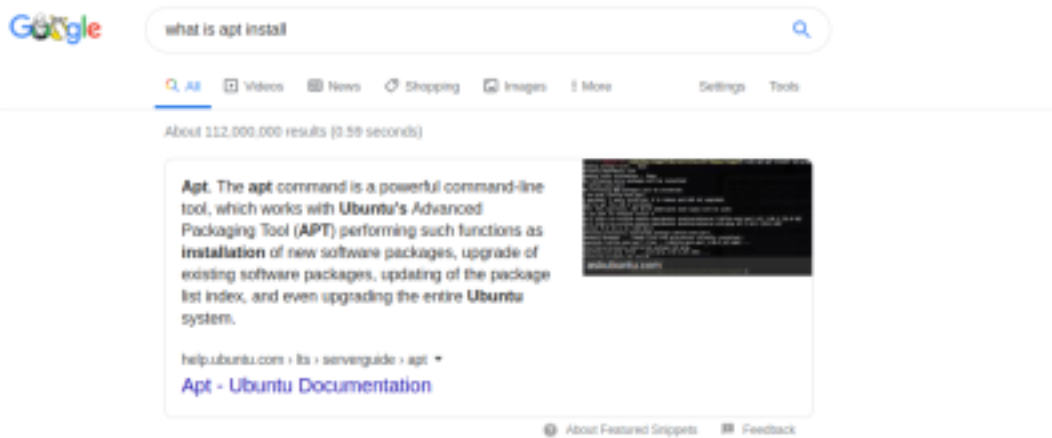 Google
what is apt install
All Videos News Shopping Images More Settings Tools
About 112,000,000 results (0.59 seconds)
Apt. The apt command is a powerful command-line
tool, which works with Ubuntu's Advanced
Packaging Tool (APT) performing such functions as
installation of new software packages, upgrade of
existing software packages, updating of the package
list index, and even upgrading the entire Ubuntu
system.
askubuntu.com
help.ubuntu.com › lts › serverguide › apt
Apt - Ubuntu Documentation
About Featured Snippets Feedback